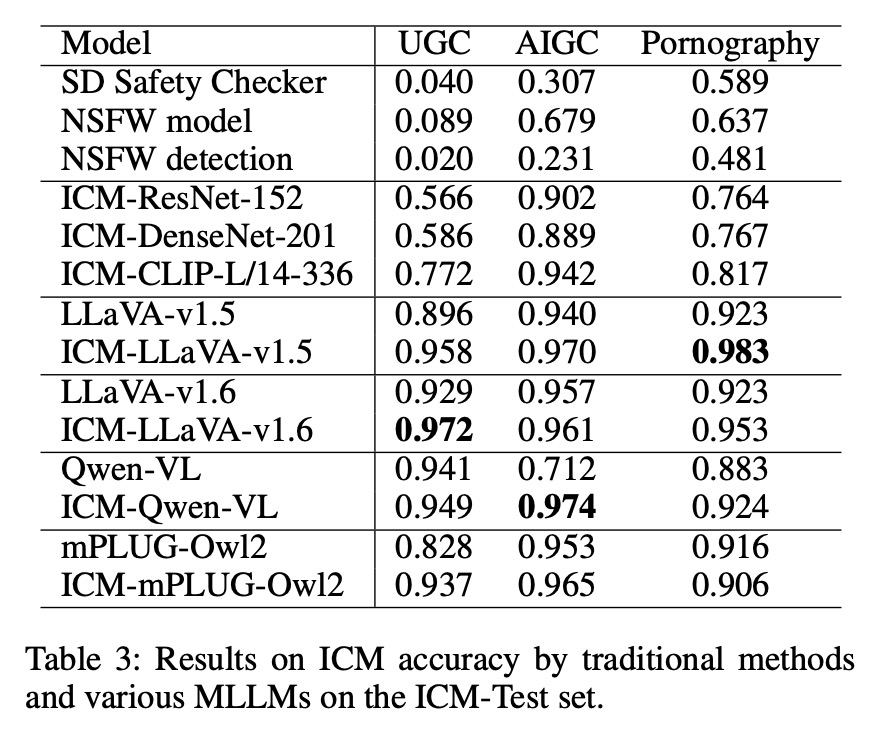 Model UGC AIGC Pornography
SD Safety Checker 0.040 0.307 0.589
NSFW model 0.089 0.679 0.637
NSFW detection 0.020 0.231 0.481
ICM-ResNet-152 0.566 0.902 0.764
ICM-DenseNet-201 0.586 0.889 0.767
ICM-CLIP-L/14-336 0.772 0.942 0.817
LLaVA-v1.5 0.896 0.940 0.923
ICM-LLaVA-v1.5 0.958 0.970 0.983
LLaVA-v1.6 0.929 0.957 0.923
ICM-LLaVA-v1.6 0.972 0.961 0.953
Qwen-VL 0.941 0.712 0.883
ICM-Qwen-VL 0.949 0.974 0.924
mPLUG-Owl2 0.828 0.953 0.916
ICM-mPLUG-Owl2 0.937 0.965 0.906
Table 3: Results on ICM accuracy by traditional methods
and various MLLMs on the ICM-Test set.